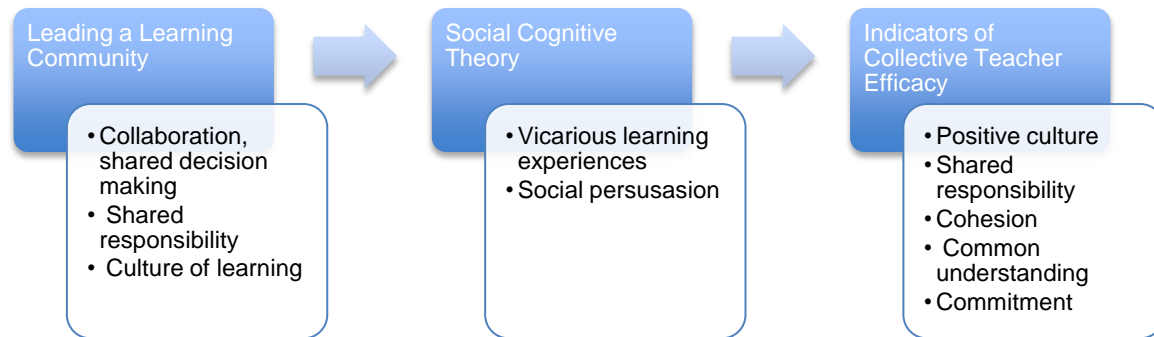 Leading a Learning
Community
• Collaboration,
shared decision
making
• Shared
responsibility
• Culture of learning
Social Cognitive
Theory
• Vicarious learning
experiences
• Social persusasion
Indicators of
Collective Teacher
Efficacy
• Positive culture
• Shared
responsibility
• Cohesion
• Common
understanding
• Commitment